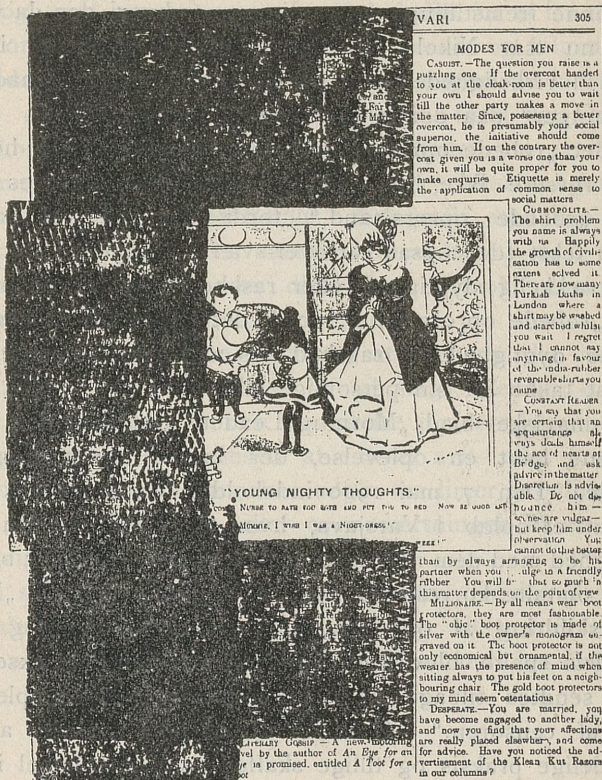 VARI
305
MODES FOR MEN
CASUIST.—The question you raise is a
puzzling one. If the overcoat handed
to you at the cloak-room is better than
your own I should advise you to wait
till the other party makes a move in
the matter. Since, possessing a better
overcoat, he is presumably your social
superior, the initiative should come
from him. If on the contrary the over-
coat given you is a worse one than your
own, it will be quite proper for you to
make enquiries. Etiquette is merely
the application of common sense to
social matters
COSMOPOLITE.—
The shirt problem
you name is always
with us. Happily
the growth of civili-
sation has to some
extent solved it.
There are now many
Turkish Baths in
London where a
shirt may be washed
and starched whilst
you wait. I regret
that I cannot say
anything in favour
of the india-rubber
reversible shirts you
name
CONSTANT READER
—You say that you
are certain that an
acquaintance al-
ways deals himself
the ace of hearts at
Bridge, and ask
advice in the matter
Discretion is advis-
able. Do not de-
nounce him—
scenes are vulgar—
but keep him under
observation. You
cannot do this better
than by always arranging to be his
partner when you in a friendly
rubber. You will that so much in
this matter depends on the point of view
MILLIONAIRE.—By all means wear boot
protectors, they are most fashionable.
The "chic" boot protector is made of
silver with the owner's monogram en-
graved on it. The boot protector is not
only economical but ornamental, if the
wearer has the presence of mind when
sitting always to put his foot on a neigh-
bouring chair. The gold boot protectors
to my mind seem ostentatious
DESPERATE.—You are married, you
have become engaged to another lady,
and now you find that your affections
are really placed elsewhere, and come
for advice. Have you noticed the ad-
vertisement of the Klean Kut Razors
in our columns?
"YOUNG NIGHTY THOUGHTS."
NURSE TO BATH YOU BOTH AND PUT YOU TO BED. NOW BE GOOD AND
MUMMIE, I WISH I WAS A NIGHT-DRESS!"
LITERARY GOSSIP—A new motoring
novel by the author of An Eye for an
Eye is promised, entitled A Toot for a
Toot